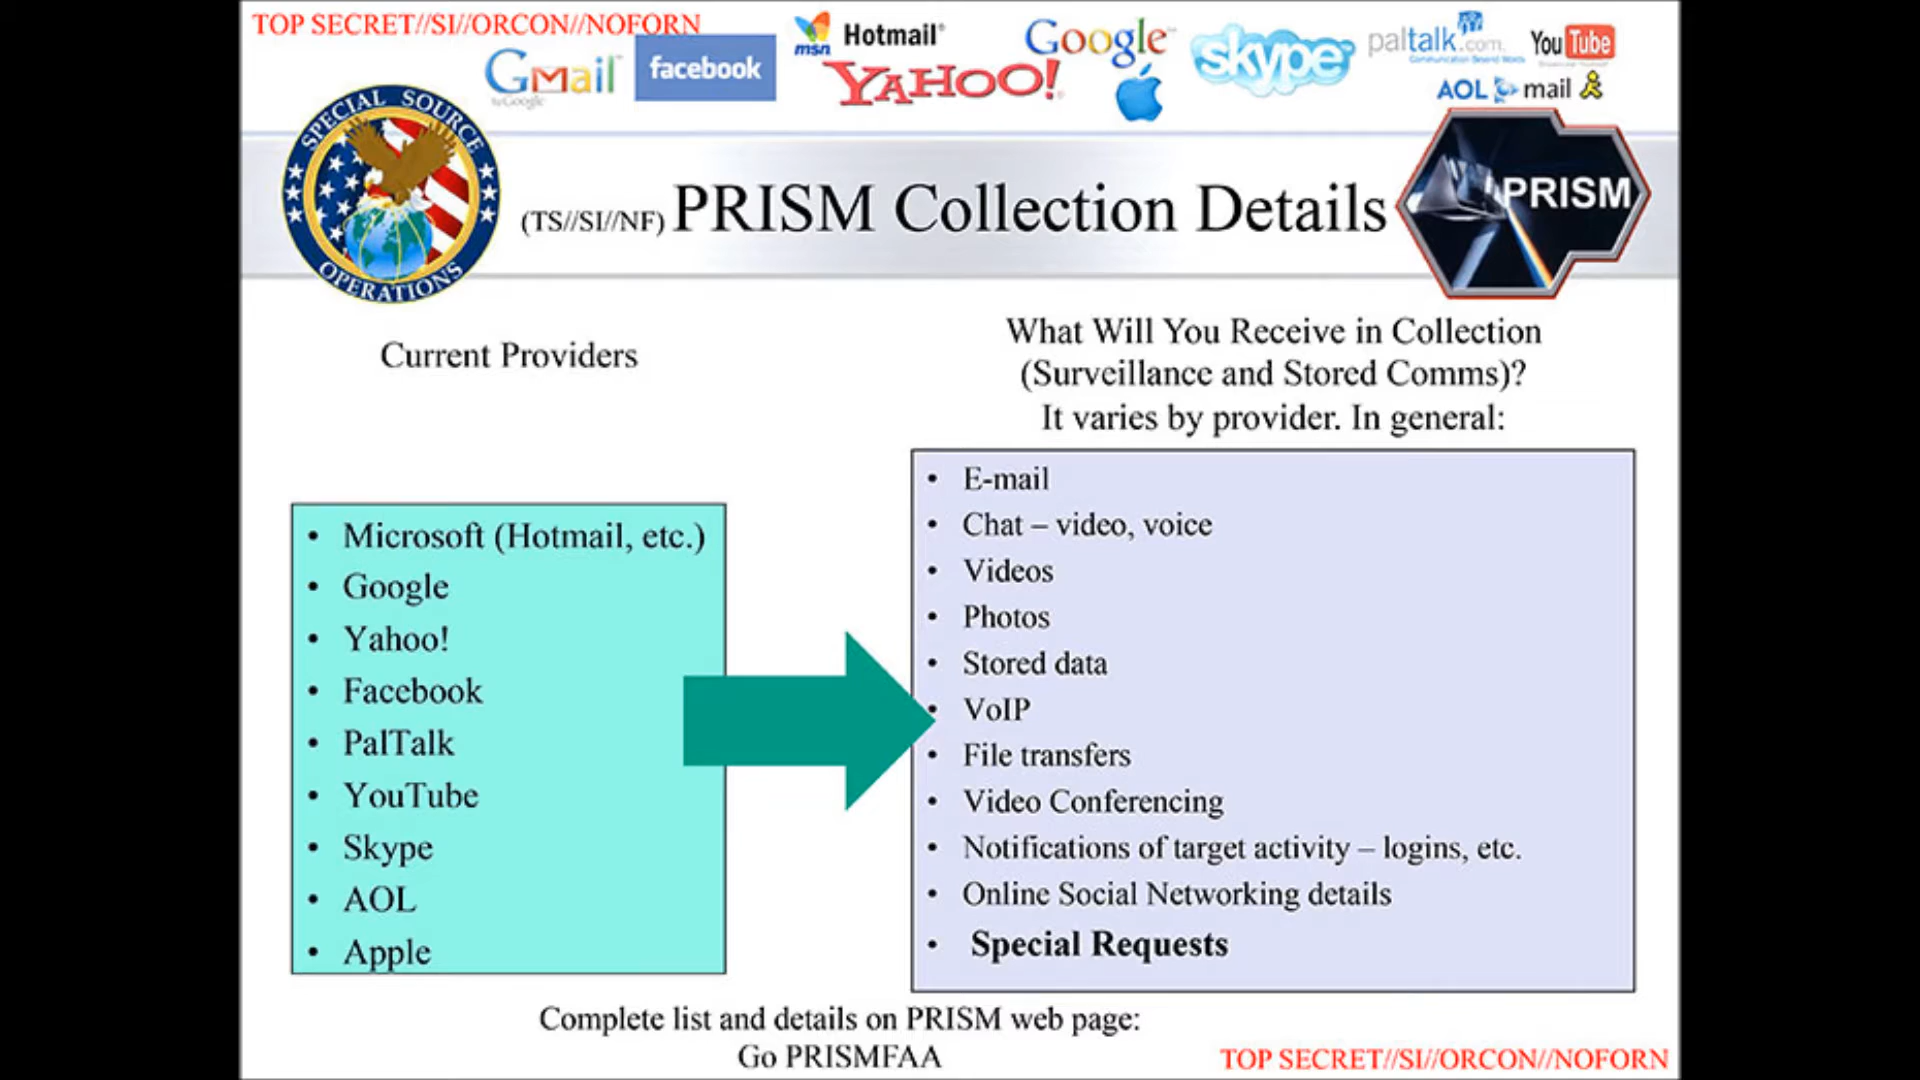 TOP SECRET//SI//ORCON//NOFORN
msn Hotmail
Google
skype
paltalk.com
Communication Beyond Words
YouTube
Gmail
by Google
facebook
YAHOO!
AOL mail
SPECIAL SOURCE
OPERATIONS
(TS//SI//NF) PRISM Collection Details
PRISM
Current Providers
What Will You Receive in Collection
(Surveillance and Stored Comms)?
It varies by provider. In general:
• Microsoft (Hotmail, etc.)
• Google
• Yahoo!
• Facebook
• PalTalk
• YouTube
• Skype
• AOL
• Apple
• E-mail
• Chat – video, voice
• Videos
• Photos
• Stored data
• VoIP
• File transfers
• Video Conferencing
• Notifications of target activity – logins, etc.
• Online Social Networking details
• Special Requests
Complete list and details on PRISM web page:
Go PRISMFAA
TOP SECRET//SI//ORCON//NOFORN